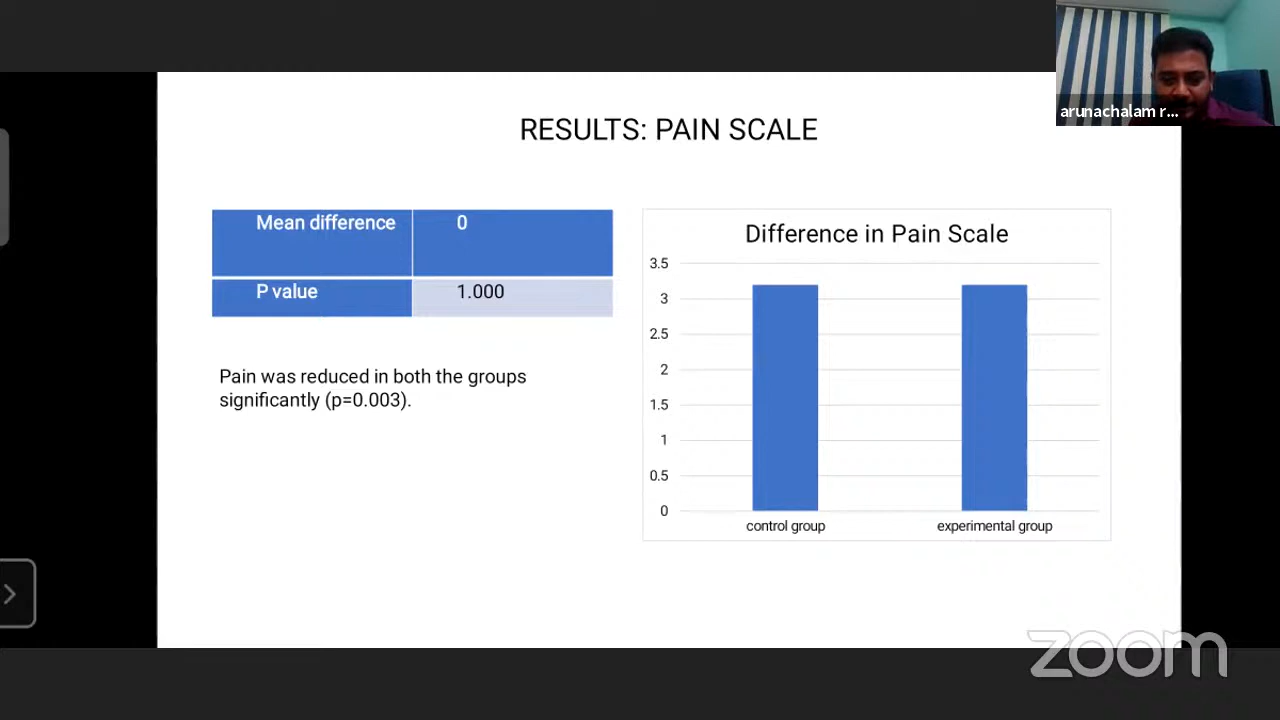 arunachalam r...
RESULTS: PAIN SCALE
Mean difference 0
P value 1.000
Pain was reduced in both the groups
significantly (p=0.003).
Difference in Pain Scale
3.5
3
2.5
2
1.5
1
0.5
0
control group experimental group
zoom